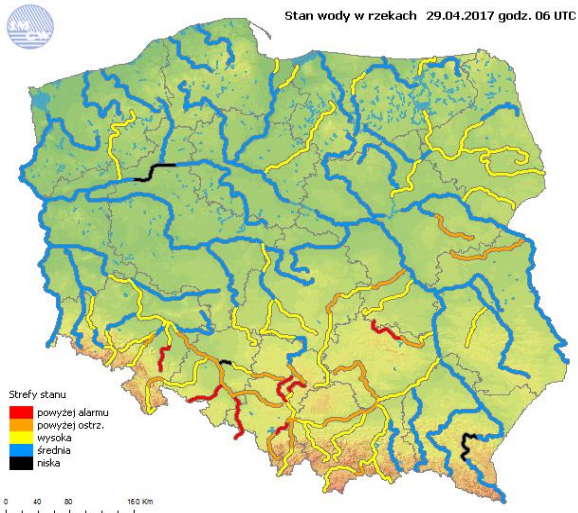 Stan wody w rzekach 29.04.2017 godz. 06 UTC
Strefy stanu
powyżej alarmu
powyżej ostrz.
wysoka
średnia
niska
0 40 80 160 Km